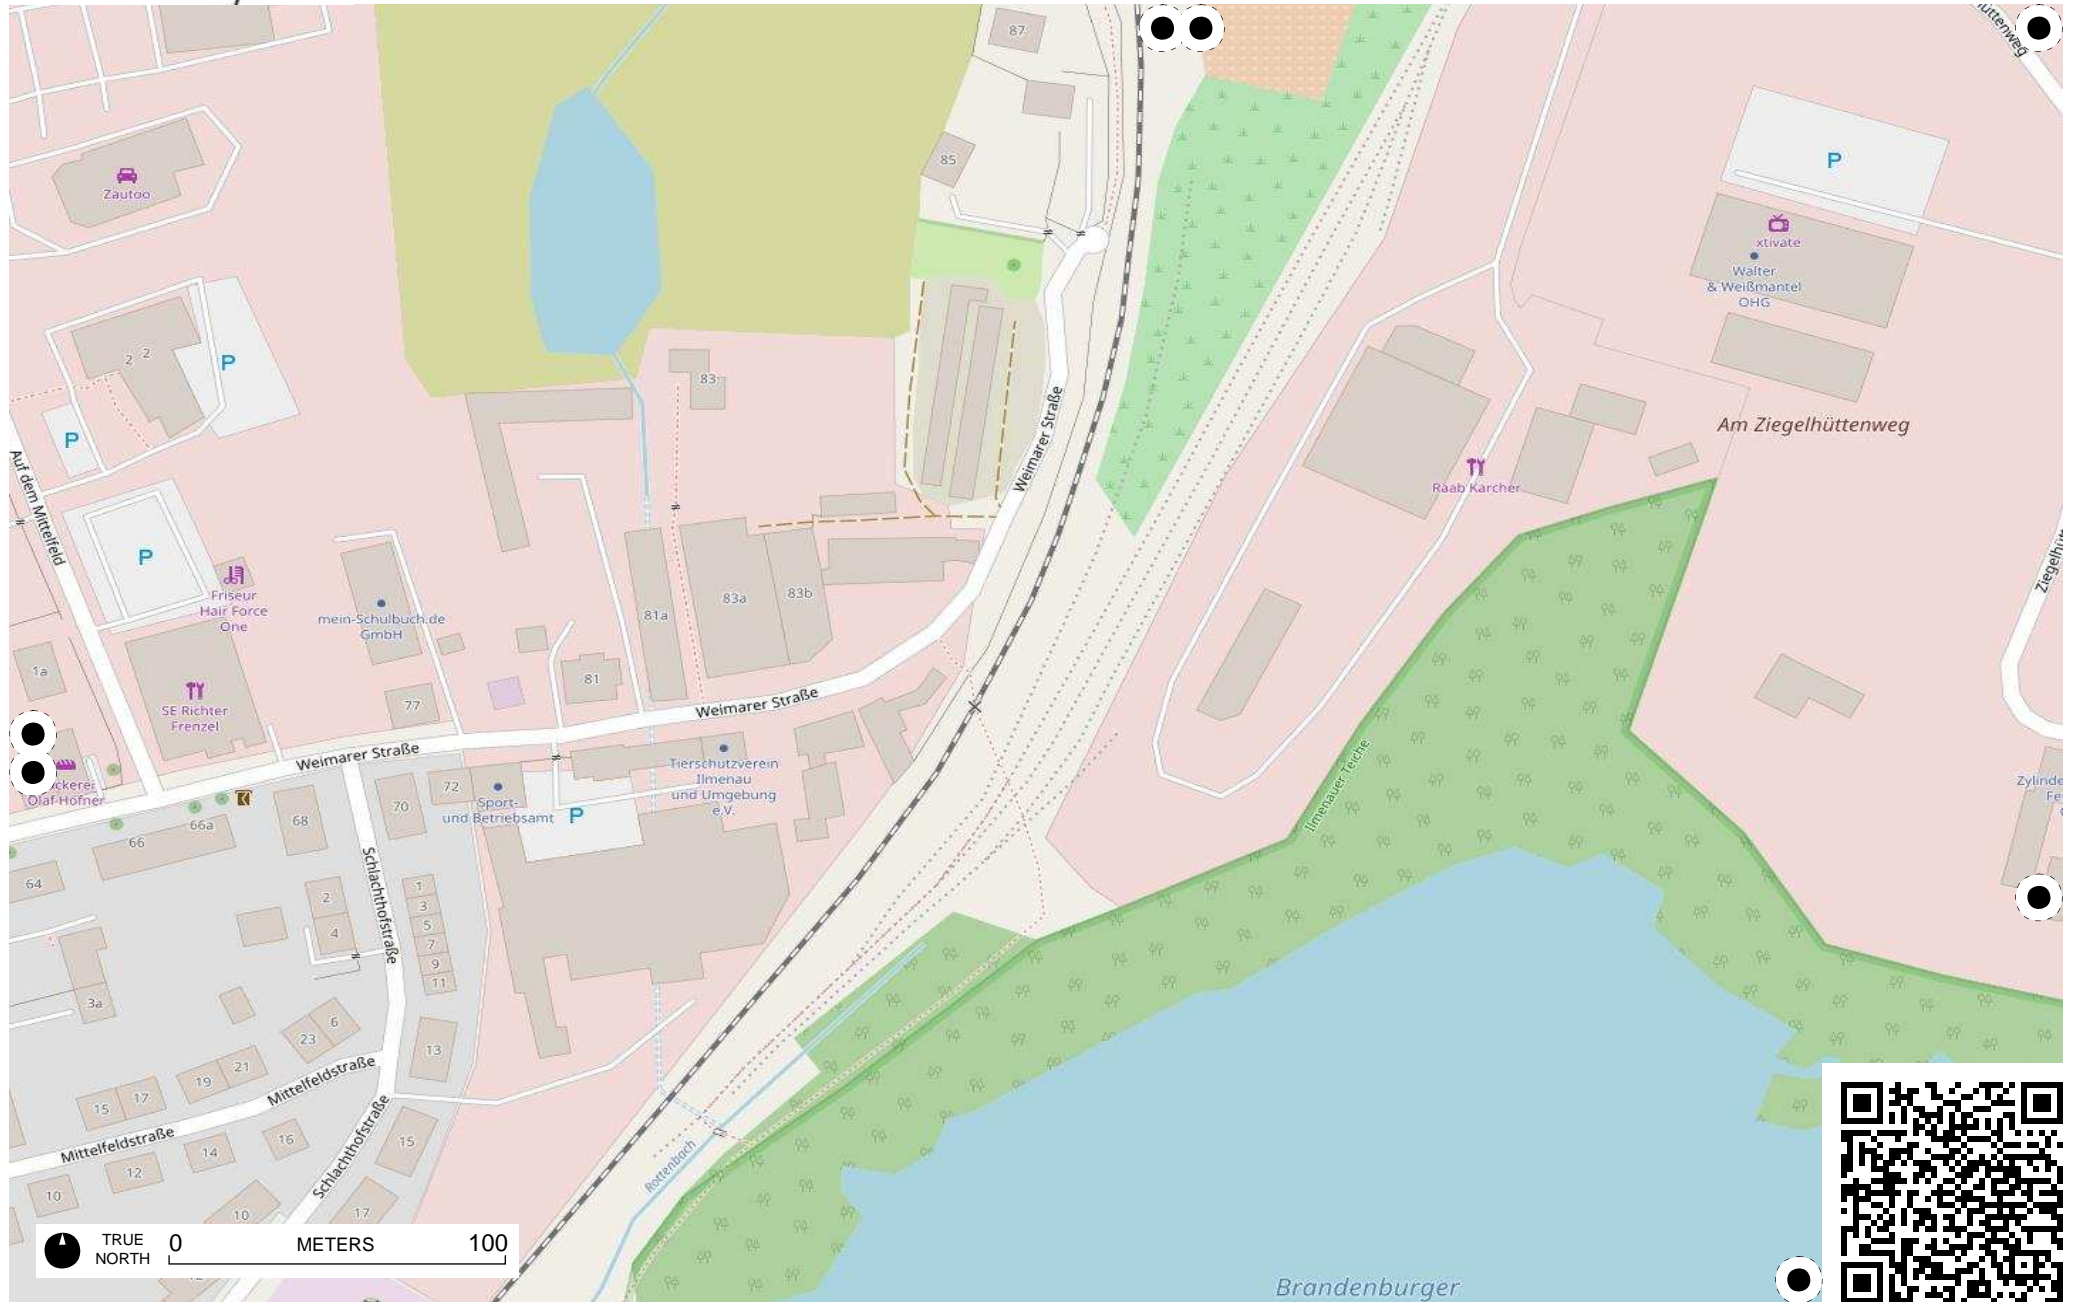 87
Zautoo
85
P
xtivate
Walter
& Weißmantel
OHG
2
2
P
83
Weimarer Straße
P
Am Ziegelhüttenweg
Raab Karcher
Auf dem Mittelfeld
P
Friseur
Hair Force
One
mein-Schulbuch.de
GmbH
81a
83a
83b
1a
SE Richter
Frenzel
77
81
Weimarer Straße
Weimarer Straße
Olaf Hofner
66
66a
68
70
72
Sport-
und Betriebsamt
P
Tierschutzverein
Ilmenau
und Umgebung
e.V.
Ilmenauer Teiche
64
Schlachthofstraße
2
4
1
3
5
7
9
11
3a
6
23
13
21
19
17
15
Mittelfeldstraße
Mittelfeldstraße
16
14
12
10
15
Schlachthofstraße
10
17
Rottenbach
TRUE
NORTH
0 METERS 100
Brandenburger